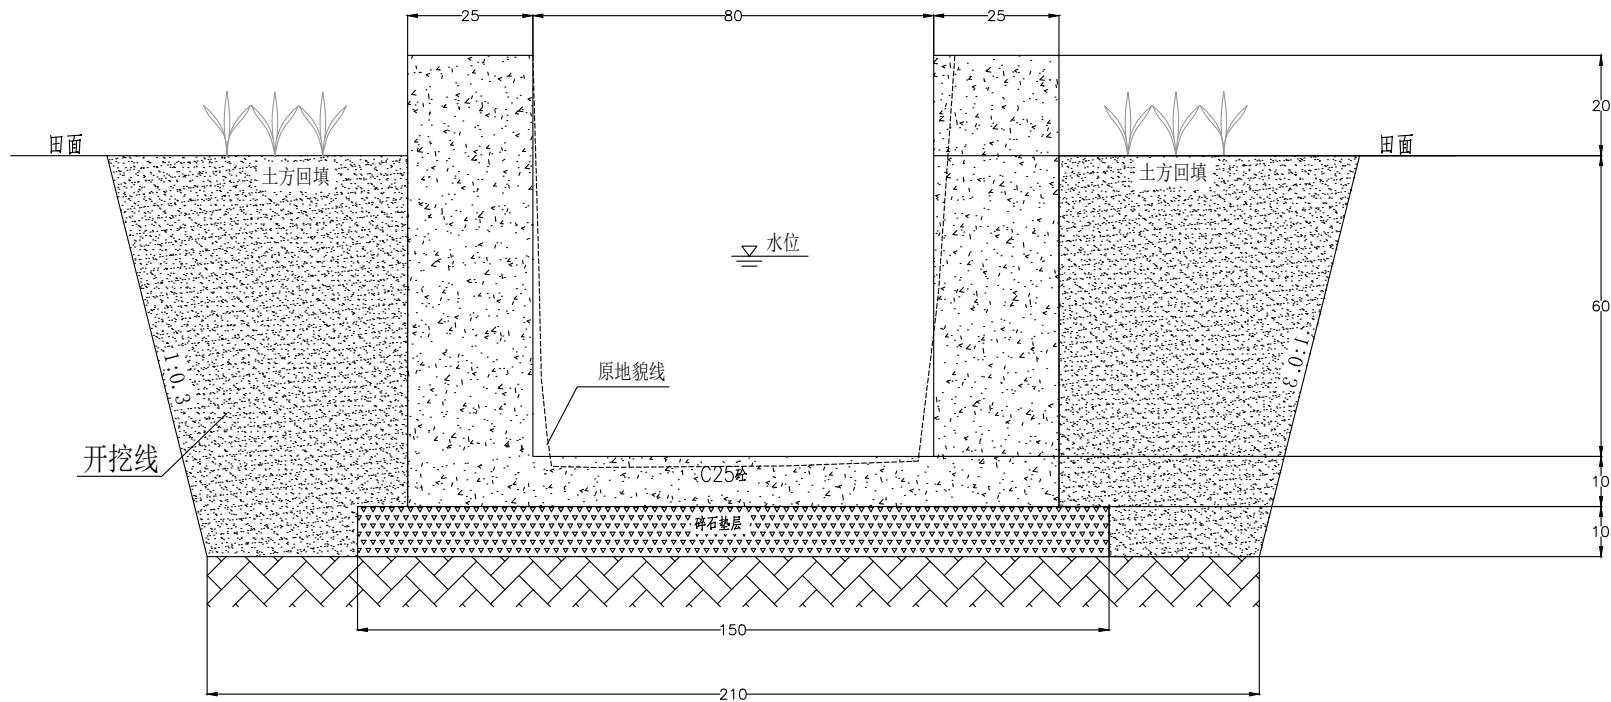 25
80
25
20
田面
田面
土方回填
土方回填
水位
60
1:0.3
1:0.3
原地貌线
开挖线
C25砼
10
碎石垫层
10
150
210